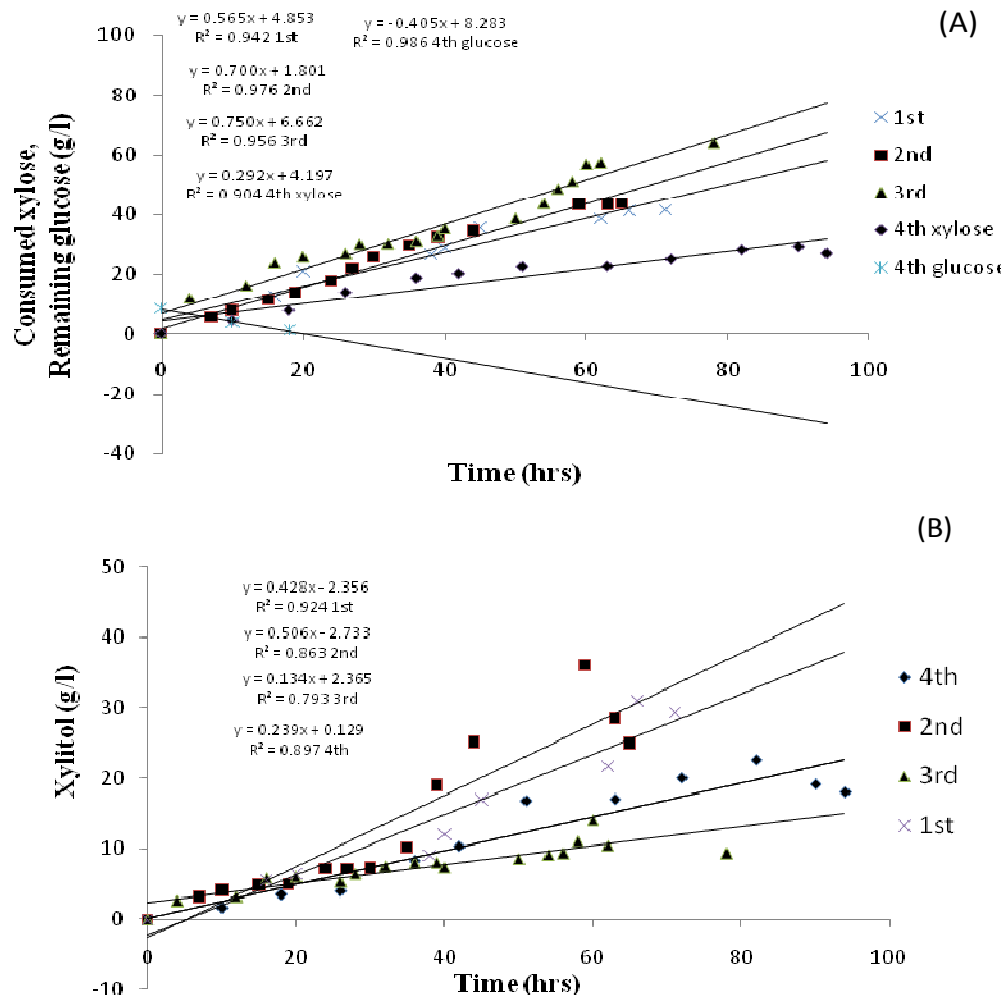 (A)
y = 0.565x + 4.853
R² = 0.942 1st
y = -0.405x + 8.283
R² = 0.986 4th glucose
y = 0.700x + 1.801
R² = 0.976 2nd
y = 0.750x + 6.662
R² = 0.956 3rd
y = 0.292x + 4.197
R² = 0.904 4th xylose
Consumed xylose,
Remaining glucose (g/l)
100
80
60
40
20
0
-20
-40
0 20 40 60 80 100
Time (hrs)
1st
2nd
3rd
4th xylose
4th glucose
(B)
y = 0.428x - 2.356
R² = 0.924 1st
y = 0.506x - 2.733
R² = 0.863 2nd
y = 0.134x + 2.365
R² = 0.793 3rd
y = 0.239x + 0.129
R² = 0.897 4th
Xylitol (g/l)
50
40
30
20
10
0
-10
0 20 40 60 80 100
Time (hrs)
4th
2nd
3rd
1st